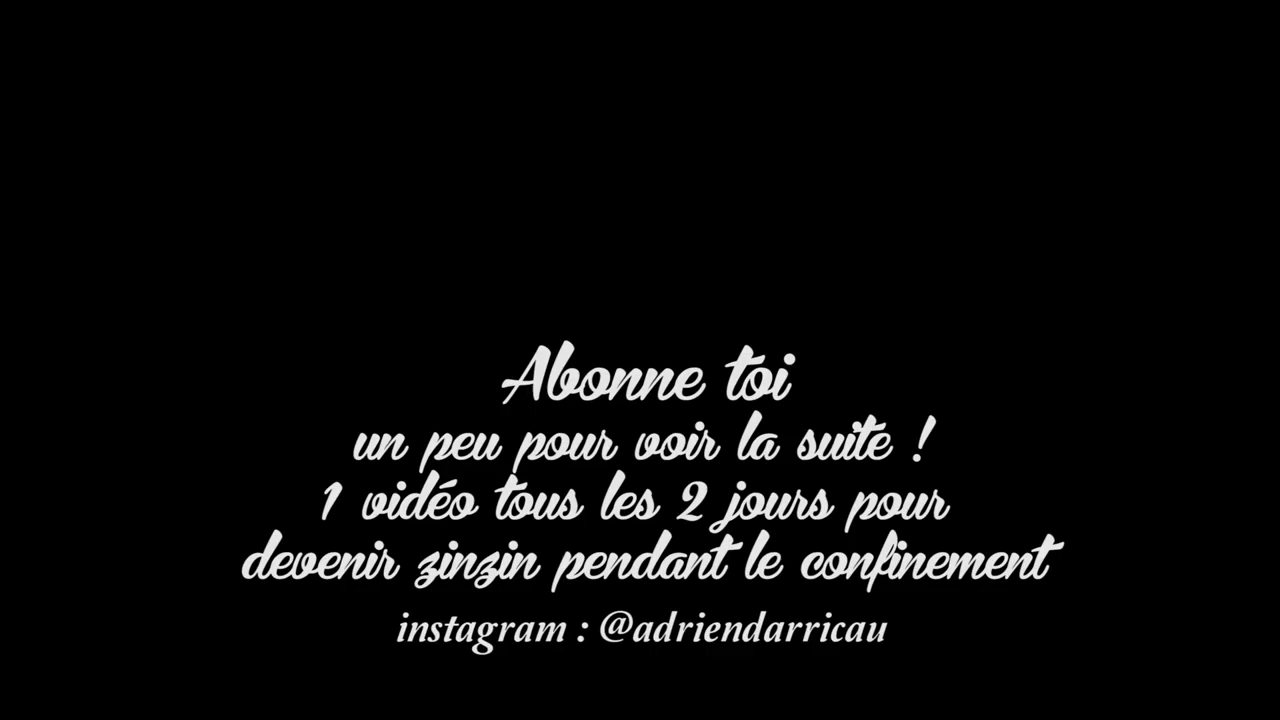 Abonne toi
un peu pour voir la suite !
1 vidéo tous les 2 jours pour
devenir zinzin pendant le confinement
instagram : @adriendarricau